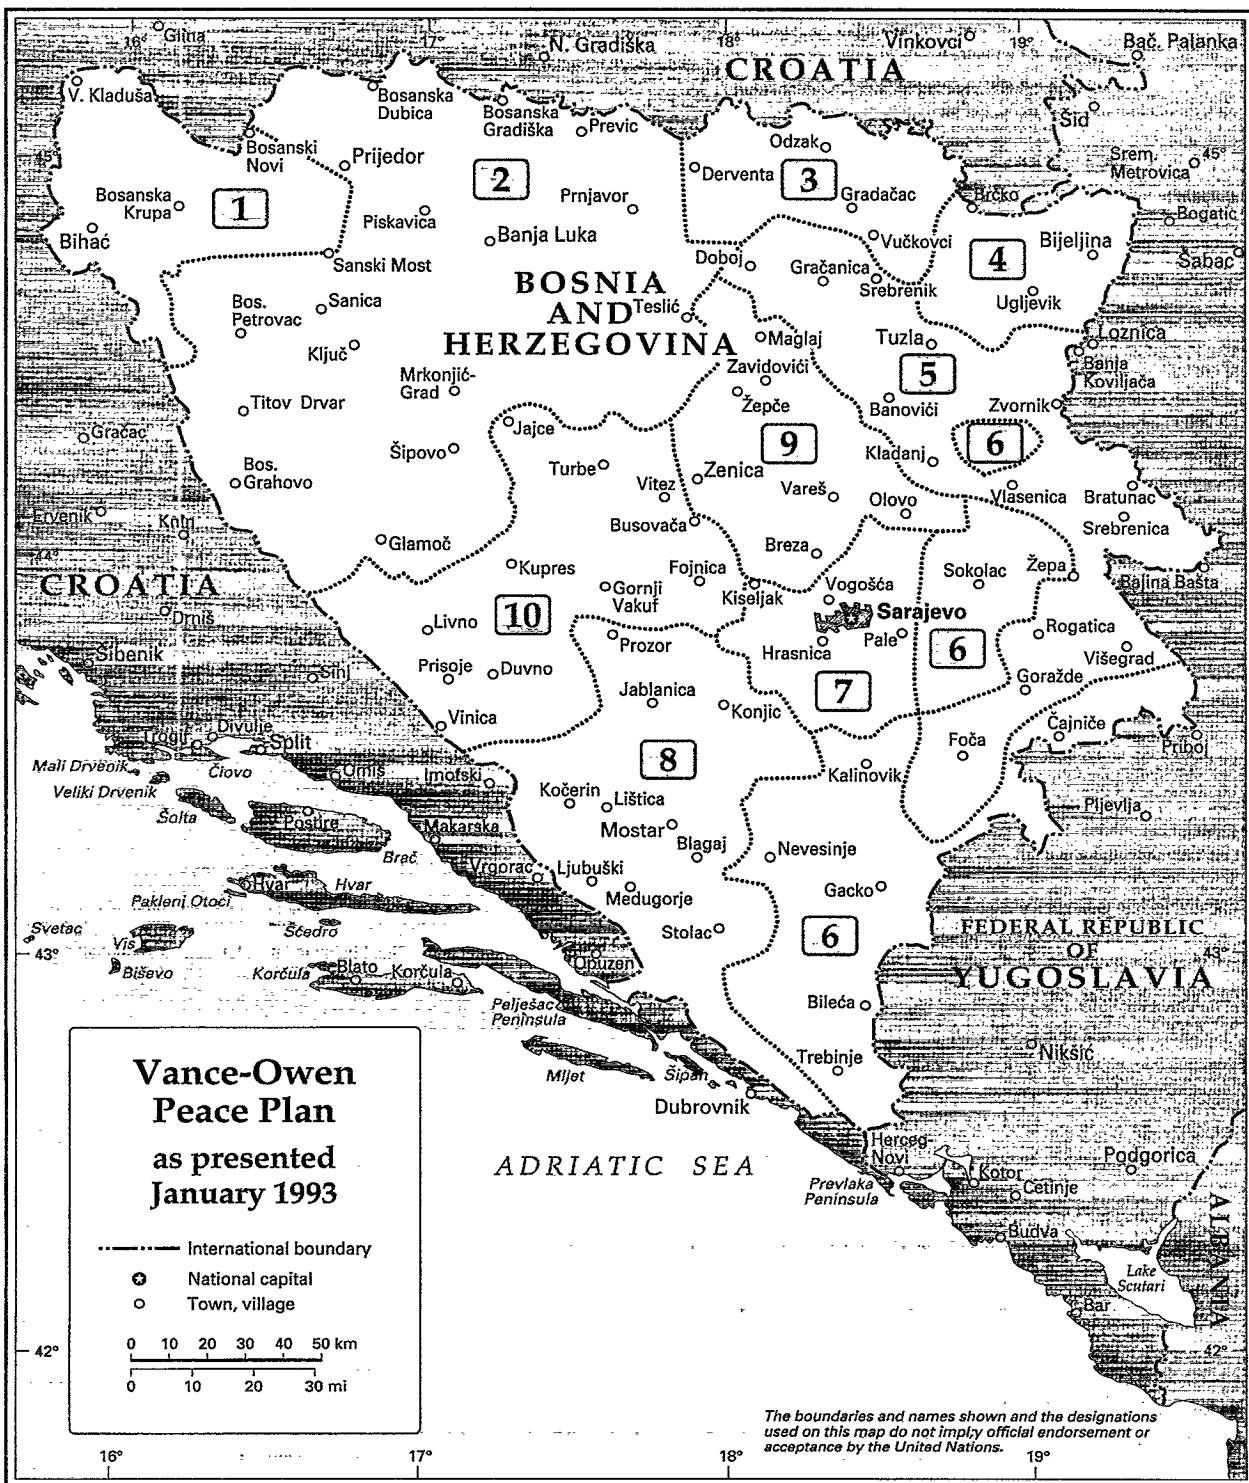 Glina
16°
17°
N. Gradiška
18°
Vinkovci
19°
Bač. Palanka
CROATIA
V. Kladuša
Bosanska
Dubica
Bosanska
Gradiška
Previc
Šid
Bosanski
Novi
Prijedor
Odzak
45°
Srem.
Metrovica
45°
Derventa
2
3
Bosanska
Krupa
1
Prnjavor
Gradačac
Brčko
Piskavica
Bogatić
Bihać
Banja Luka
Vučkovci
Bijeljina
Sanski Most
Doboj
Gračanica
4
Šabac
BOSNIA
AND
HERZEGOVINA
Srebrenik
Ugljevik
Bos.
Petrovac
Sanica
Teslić
Ključ
Maglaj
Tuzla
Loznica
Zavidovići
Banja
Koviljača
Mrkonjić-
Grad
5
Titov Drvar
Žepče
Banovići
Zvornik
Gračac
Jajce
9
6
Šipovo
Kladanj
Bos.
Grahovo
Turbe
Zenica
Vitez
Vareš
Olovo
Vlasenica
Bratunac
Ervenik
Knin
Busovača
Srebrenica
44°
Glamoč
Breza
CROATIA
Kupres
Fojnica
Sokolac
Žepa
Bajina Bašta
Gornji
Vakuf
Kiseljak
Vogošća
Drniš
10
Sarajevo
Livno
Rogatica
Prozor
Pale
6
Šibenik
Hrasnica
Višegrad
Sinj
Prisoje
Duvno
Jablanica
7
Goražde
Konjic
Vinica
Čajniče
Trogir
Divulje
Split
Foča
Priboj
8
Mali Drvenik
Čiovo
Omiš
Imotski
Kalinovik
Veliki Drvenik
Kočerin
Lištica
Pljevlja
Šolta
Postire
Makarska
Mostar
Blagaj
Nevesinje
Brač
Vrgorac
Ljubuški
Hvar
Hvar
Gacko
Pakleni Otoci
Međugorje
Svetac
Šćedro
Stolac
6
FEDERAL REPUBLIC
OF
YUGOSLAVIA
Vis
43°
43°
Biševo
Korčula
Blato
Korčula
Opuzen
Pelješac
Peninsula
Bileća
Nikšić
Mljet
Šipan
Trebinje
Dubrovnik
Vance-Owen
Peace Plan
as presented
January 1993
ADRIATIC SEA
Herceg
Novi
Podgorica
Prevlaka
Peninsula
Kotor
Cetinje
Budva
ALBANIA
International boundary
National capital
Town, village
Lake
Scutari
Bar
0 10 20 30 40 50 km
0 10 20 30 mi
42°
42°
The boundaries and names shown and the designations
used on this map do not imply official endorsement or
acceptance by the United Nations.
16°
17°
18°
19°